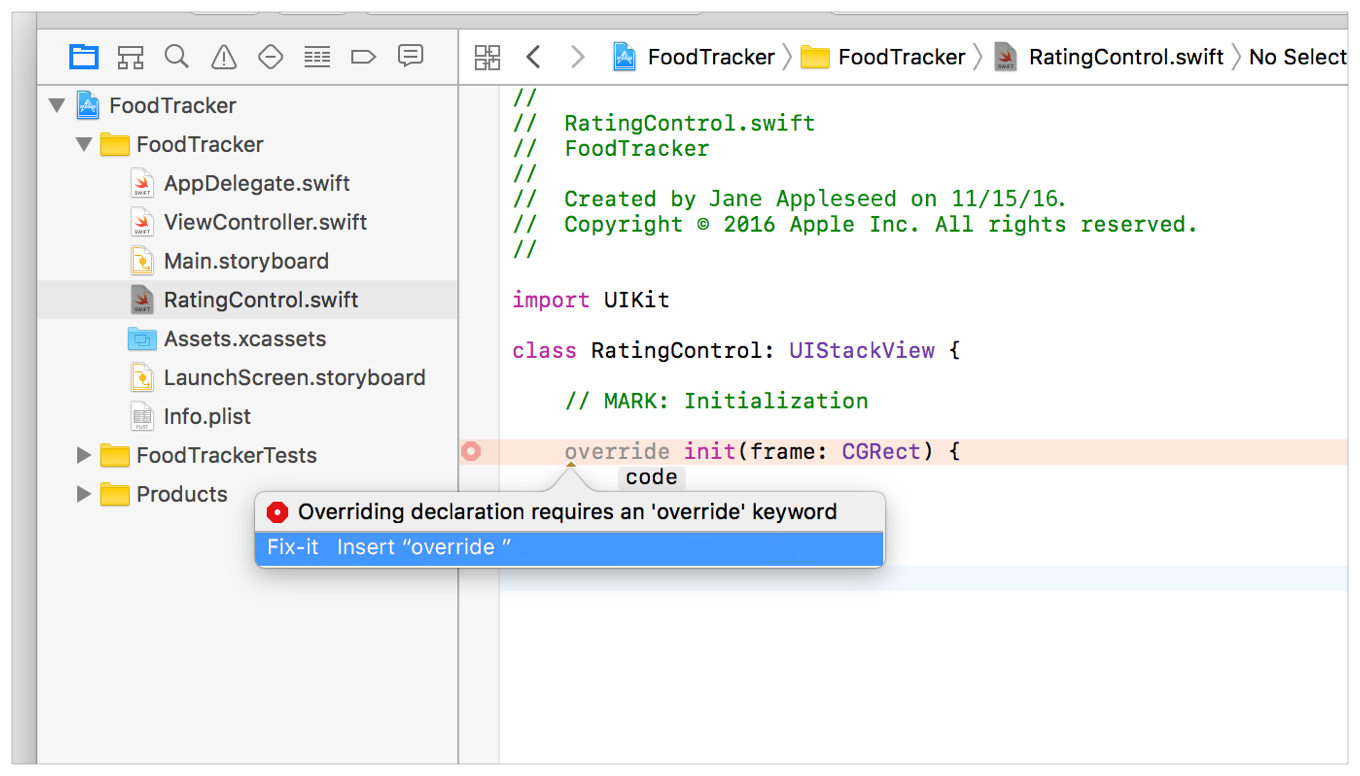 FoodTracker FoodTracker RatingControl.swift No Select
FoodTracker
FoodTracker
AppDelegate.swift
ViewController.swift
Main.storyboard
RatingControl.swift
Assets.xcassets
LaunchScreen.storyboard
Info.plist
FoodTrackerTests
Products
//
// RatingControl.swift
// FoodTracker
//
// Created by Jane Appleseed on 11/15/16.
// Copyright © 2016 Apple Inc. All rights reserved.
//
import UIKit
class RatingControl: UIStackView {
// MARK: Initialization
override init(frame: CGRect) {
code
Overriding declaration requires an 'override' keyword
Fix-it Insert “override ”